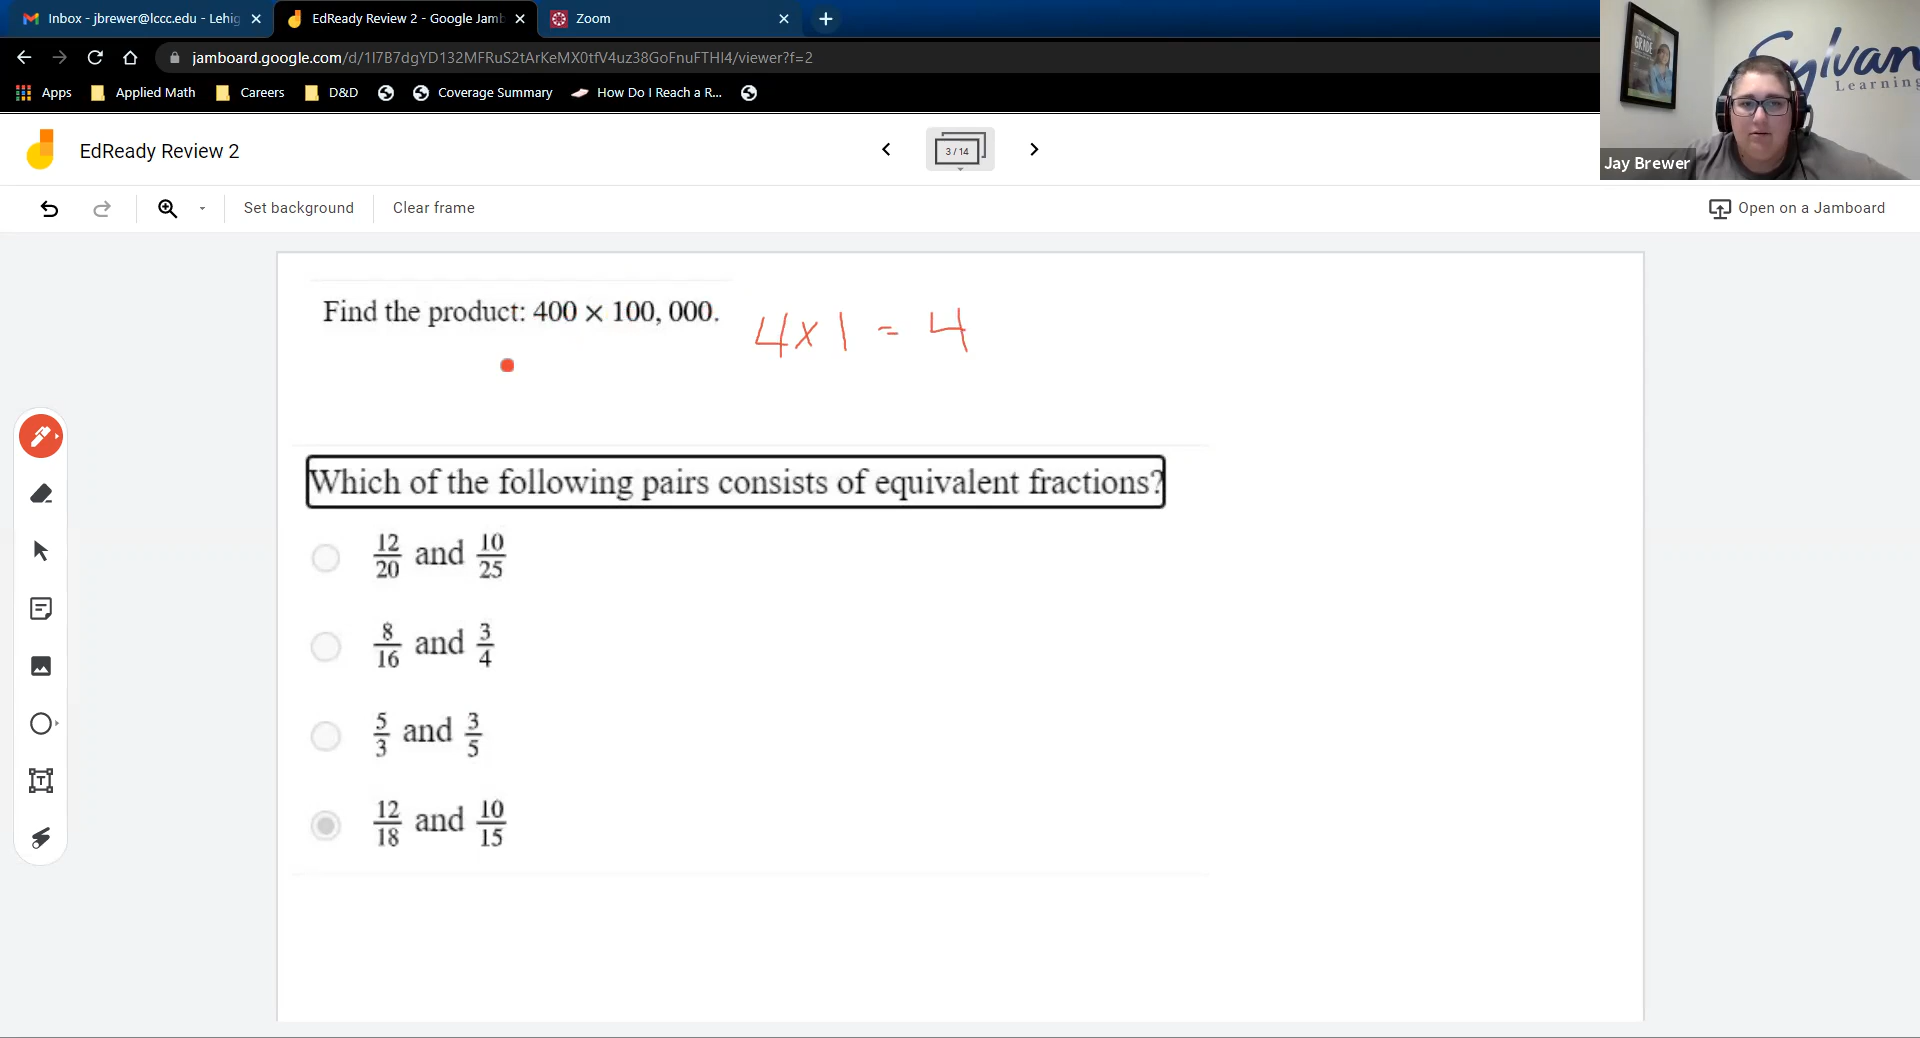 Inbox - jbrewer@lccc.edu - Lehig
EdReady Review 2 - Google Jamb
Zoom
jamboard.google.com/d/1I7B7dgYD132MFRuS2tArKeMX0tfV4uz38GoFnuFTHI4/viewer?f=2
Apps
Applied Math
Careers
D&D
Coverage Summary
How Do I Reach a R...
GRADE
Sylvan
Learning
Jay Brewer
EdReady Review 2
3 / 14
Set background
Clear frame
Open on a Jamboard
Find the product: 400 × 100, 000.
4 x 1 = 4
Which of the following pairs consists of equivalent fractions?
12/20 and 10/25
8/16 and 3/4
5/3 and 3/5
12/18 and 10/15